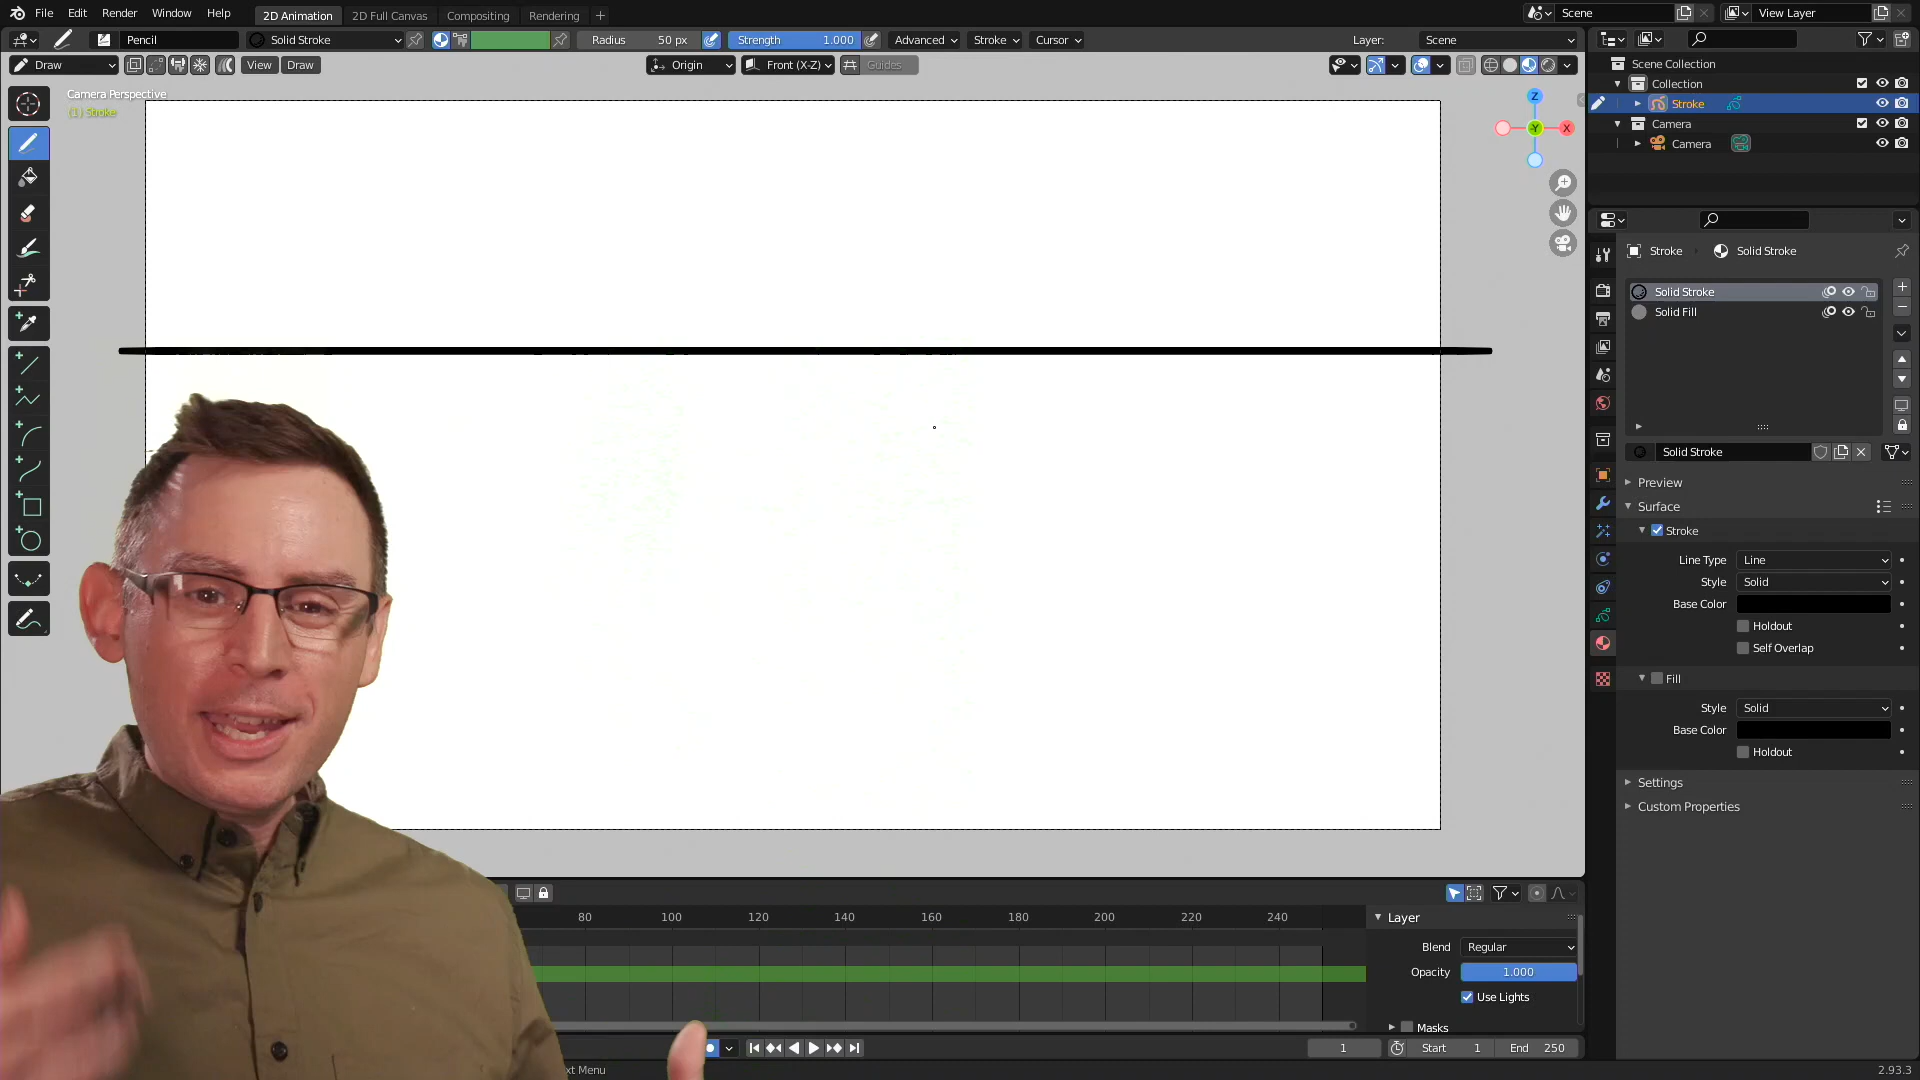 File Edit Render Window Help 2D Animation 2D Full Canvas Compositing Rendering + Scene View Layer
Pencil Solid Stroke Radius 50 px Strength 1.000 Advanced Stroke Cursor Layer: Scene
Draw View Draw Origin Front (X-Z) Guides
Scene Collection
Collection
Stroke
Camera
Camera
Camera Perspective
(1) Stroke
Z
Y
X
Stroke Solid Stroke
Solid Stroke
Solid Fill
Solid Stroke
Preview
Surface
Stroke
Line Type Line
Style Solid
Base Color
Holdout
Self Overlap
Fill
Style Solid
Base Color
Holdout
Settings
Custom Properties
80 100 120 140 160 180 200 220 240
Layer
Blend Regular
Opacity 1.000
Use Lights
Masks
1 Start 1 End 250
xt Menu
2.93.3